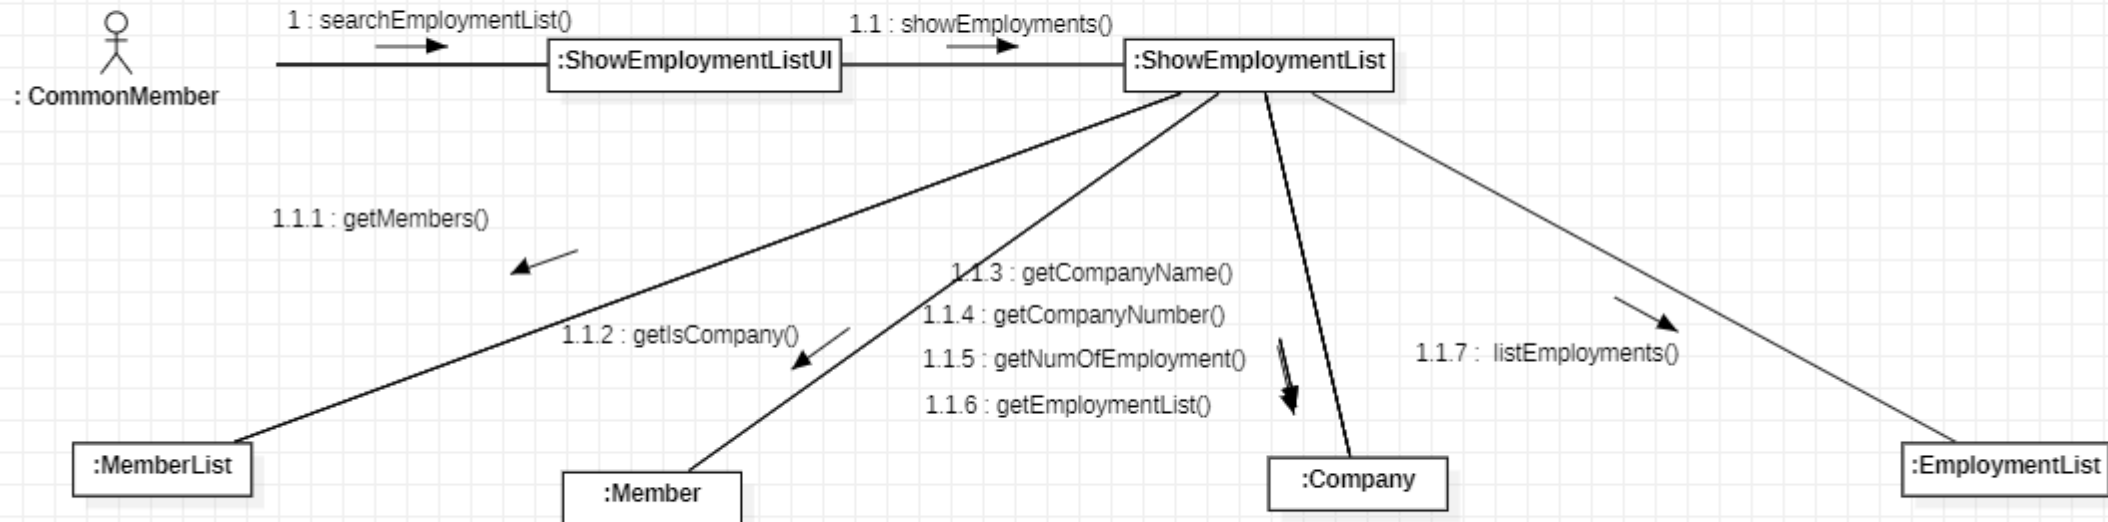 1 : searchEmploymentList()
1.1 : showEmployments()
:ShowEmploymentListUI
:ShowEmploymentList
: CommonMember
1.1.1 : getMembers()
1.1.2 : getIsCompany()
1.1.3 : getCompanyName()
1.1.4 : getCompanyNumber()
1.1.5 : getNumOfEmployment()
1.1.6 : getEmploymentList()
1.1.7 : listEmployments()
:MemberList
:Member
:Company
:EmploymentList